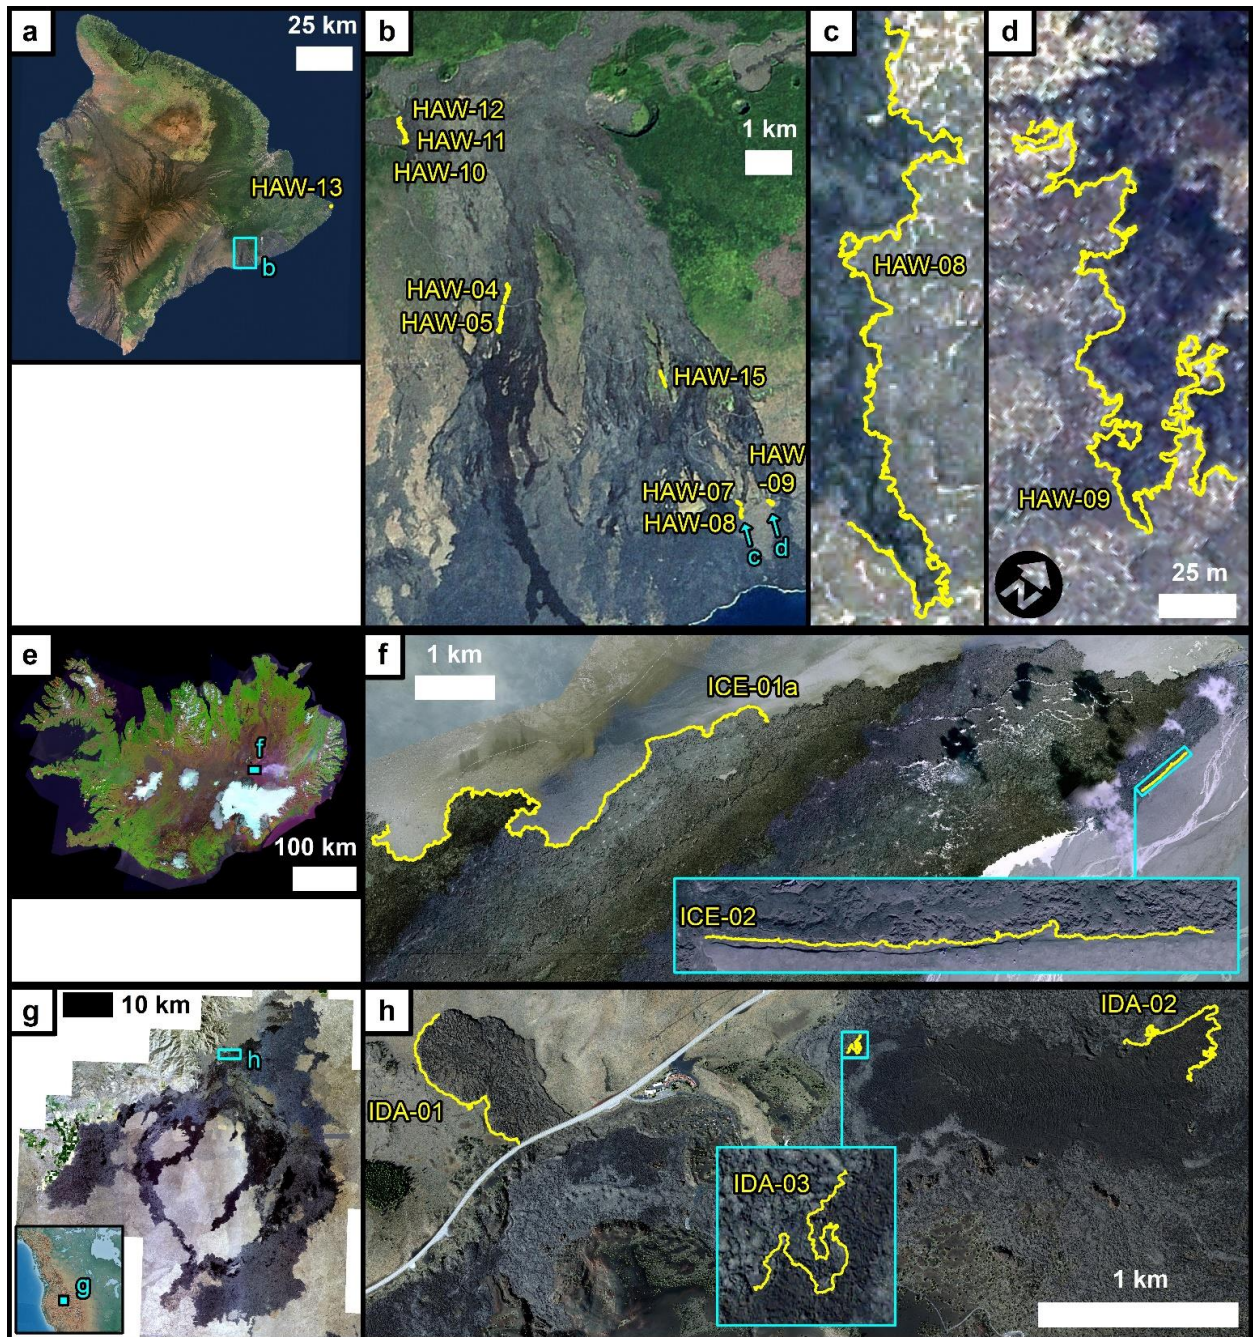 a
25 km
HAW-13
b
b
HAW-12
HAW-11
HAW-10
1 km
HAW-04
HAW-05
HAW-15
HAW
-09
HAW-07
HAW-08
c
d
c
HAW-08
d
HAW-09
N
25 m
e
f
100 km
f
1 km
ICE-01a
ICE-02
g
10 km
h
g
h
IDA-02
IDA-01
IDA-03
1 km